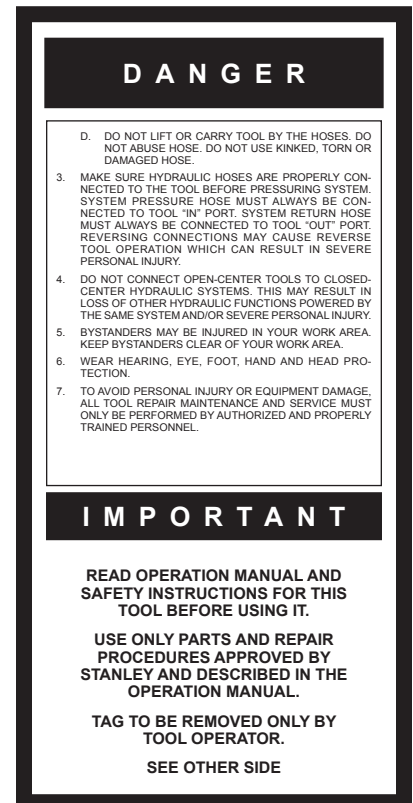 DANGER
D. DO NOT LIFT OR CARRY TOOL BY THE HOSES. DO
NOT ABUSE HOSE. DO NOT USE KINKED, TORN OR
DAMAGED HOSE.
3. MAKE SURE HYDRAULIC HOSES ARE PROPERLY CON-
NECTED TO THE TOOL BEFORE PRESSURING SYSTEM.
SYSTEM PRESSURE HOSE MUST ALWAYS BE CON-
NECTED TO TOOL “IN” PORT. SYSTEM RETURN HOSE
MUST ALWAYS BE CONNECTED TO TOOL “OUT” PORT.
REVERSING CONNECTIONS MAY CAUSE REVERSE
TOOL OPERATION WHICH CAN RESULT IN SEVERE
PERSONAL INJURY.
4. DO NOT CONNECT OPEN-CENTER TOOLS TO CLOSED-
CENTER HYDRAULIC SYSTEMS. THIS MAY RESULT IN
LOSS OF OTHER HYDRAULIC FUNCTIONS POWERED BY
THE SAME SYSTEM AND/OR SEVERE PERSONAL INJURY.
5. BYSTANDERS MAY BE INJURED IN YOUR WORK AREA.
KEEP BYSTANDERS CLEAR OF YOUR WORK AREA.
6. WEAR HEARING, EYE, FOOT, HAND AND HEAD PRO-
TECTION.
7. TO AVOID PERSONAL INJURY OR EQUIPMENT DAMAGE,
ALL TOOL REPAIR MAINTENANCE AND SERVICE MUST
ONLY BE PERFORMED BY AUTHORIZED AND PROPERLY
TRAINED PERSONNEL.
IMPORTANT
READ OPERATION MANUAL AND
SAFETY INSTRUCTIONS FOR THIS
TOOL BEFORE USING IT.
USE ONLY PARTS AND REPAIR
PROCEDURES APPROVED BY
STANLEY AND DESCRIBED IN THE
OPERATION MANUAL.
TAG TO BE REMOVED ONLY BY
TOOL OPERATOR.
SEE OTHER SIDE